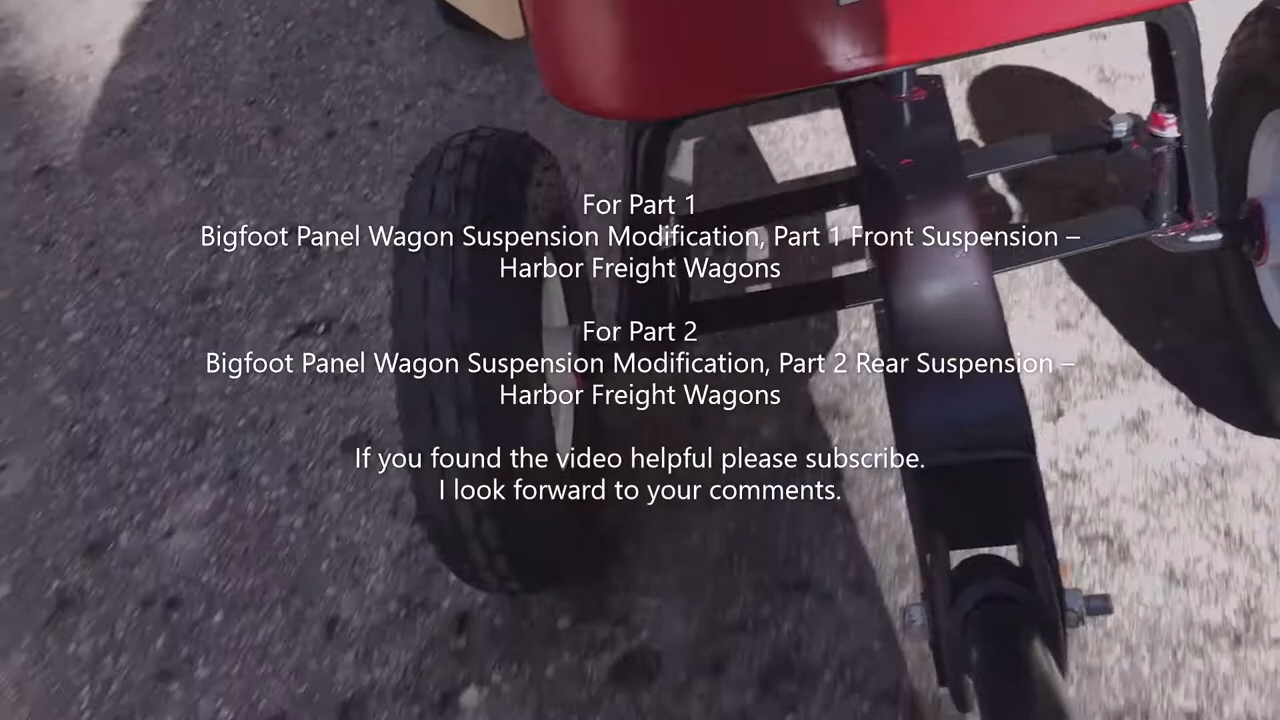 For Part 1
Bigfoot Panel Wagon Suspension Modification, Part 1 Front Suspension –
Harbor Freight Wagons
For Part 2
Bigfoot Panel Wagon Suspension Modification, Part 2 Rear Suspension –
Harbor Freight Wagons
If you found the video helpful please subscribe.
I look forward to your comments.